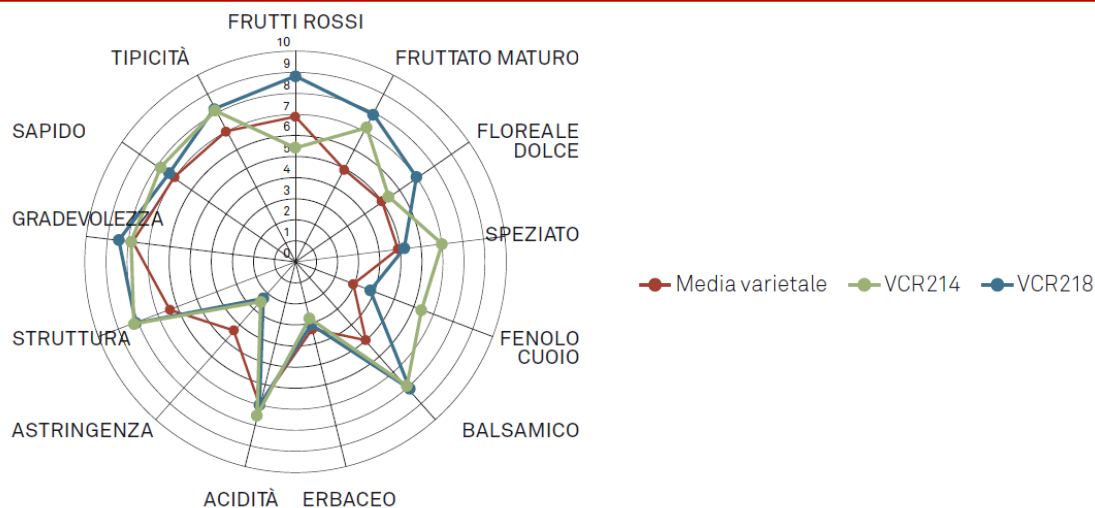 FRUTTI ROSSI
10
9
8
7
6
5
4
3
2
1
0
TIPICITÀ
FRUTTATO MATURO
SAPIDO
FLOREALE
DOLCE
GRADEVOLEZZA
SPEZIATO
Media varietale
VCR214
VCR218
STRUTTURA
FENOLO
CUOIO
ASTRINGENZA
BALSAMICO
ACIDITÀ
ERBACEO